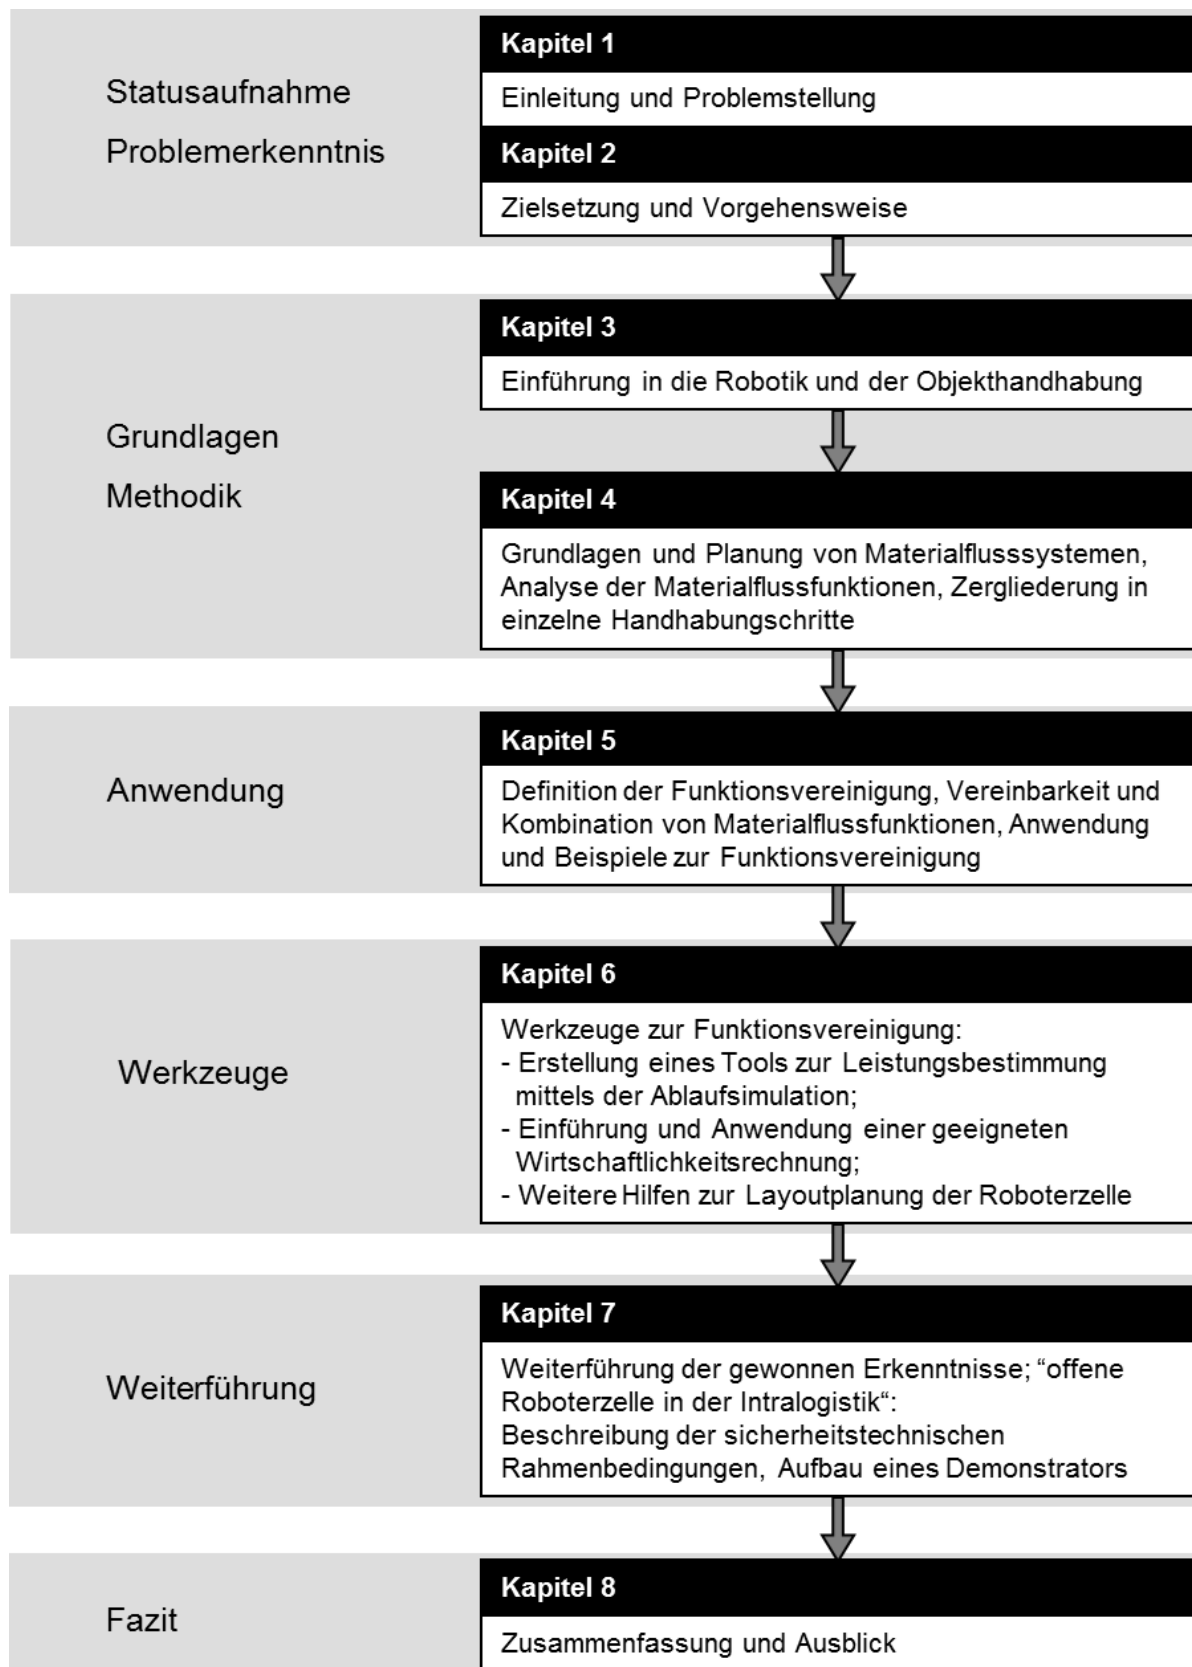 Statusaufnahme
Problemerkenntnis
Kapitel 1
Einleitung und Problemstellung
Kapitel 2
Zielsetzung und Vorgehensweise
Grundlagen
Methodik
Kapitel 3
Einführung in die Robotik und der Objekthandhabung
Kapitel 4
Grundlagen und Planung von Materialflusssystemen,
Analyse der Materialflussfunktionen, Zergliederung in
einzelne Handhabungschritte
Anwendung
Kapitel 5
Definition der Funktionsvereinigung, Vereinbarkeit und
Kombination von Materialflussfunktionen, Anwendung
und Beispiele zur Funktionsvereinigung
Werkzeuge
Kapitel 6
Werkzeuge zur Funktionsvereinigung:
- Erstellung eines Tools zur Leistungsbestimmung
mittels der Ablaufsimulation;
- Einführung und Anwendung einer geeigneten
Wirtschaftlichkeitsrechnung;
- Weitere Hilfen zur Layoutplanung der Roboterzelle
Weiterführung
Kapitel 7
Weiterführung der gewonnen Erkenntnisse; “offene
Roboterzelle in der Intralogistik“:
Beschreibung der sicherheitstechnischen
Rahmenbedingungen, Aufbau eines Demonstrators
Fazit
Kapitel 8
Zusammenfassung und Ausblick